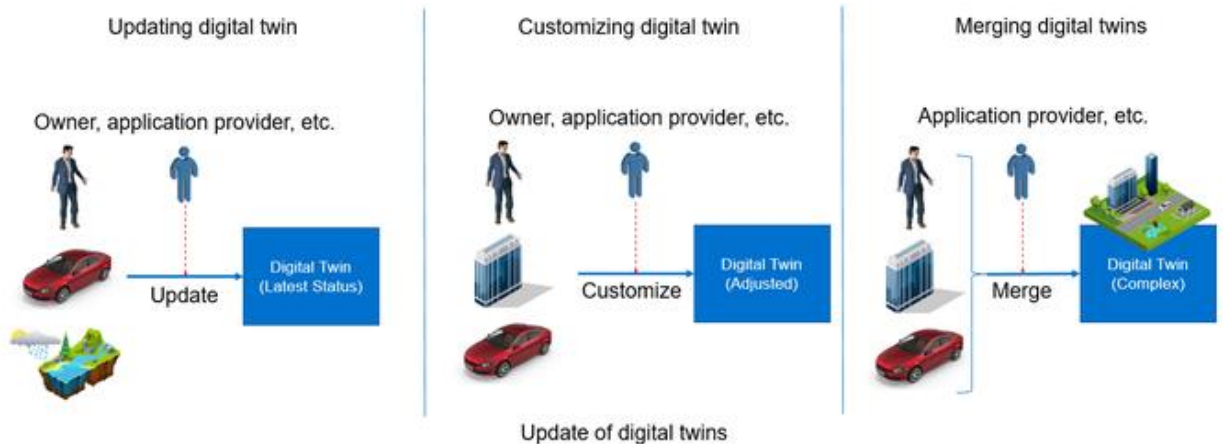 Updating digital twin
Owner, application provider, etc.
Update
Digital Twin
(Latest Status)
Customizing digital twin
Owner, application provider, etc.
Customize
Digital Twin
(Adjusted)
Merging digital twins
Application provider, etc.
Merge
Digital Twin
(Complex)
Update of digital twins